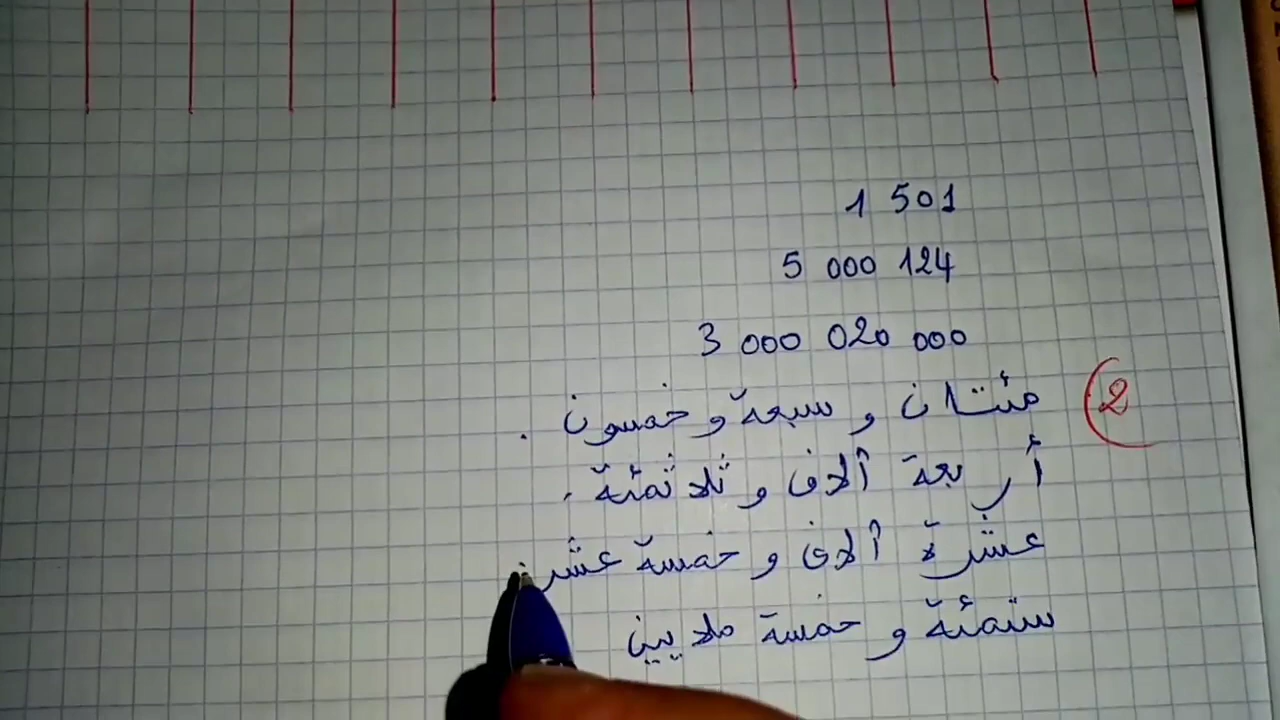 1 501
5 000 124
3 000 020 000
2) مئتان و سبعة و خمسون .
أربعة آلاف و ثلاثمئة .
عشرة آلاف و خمسة عشر .
ستمئة و خمسة ملايين